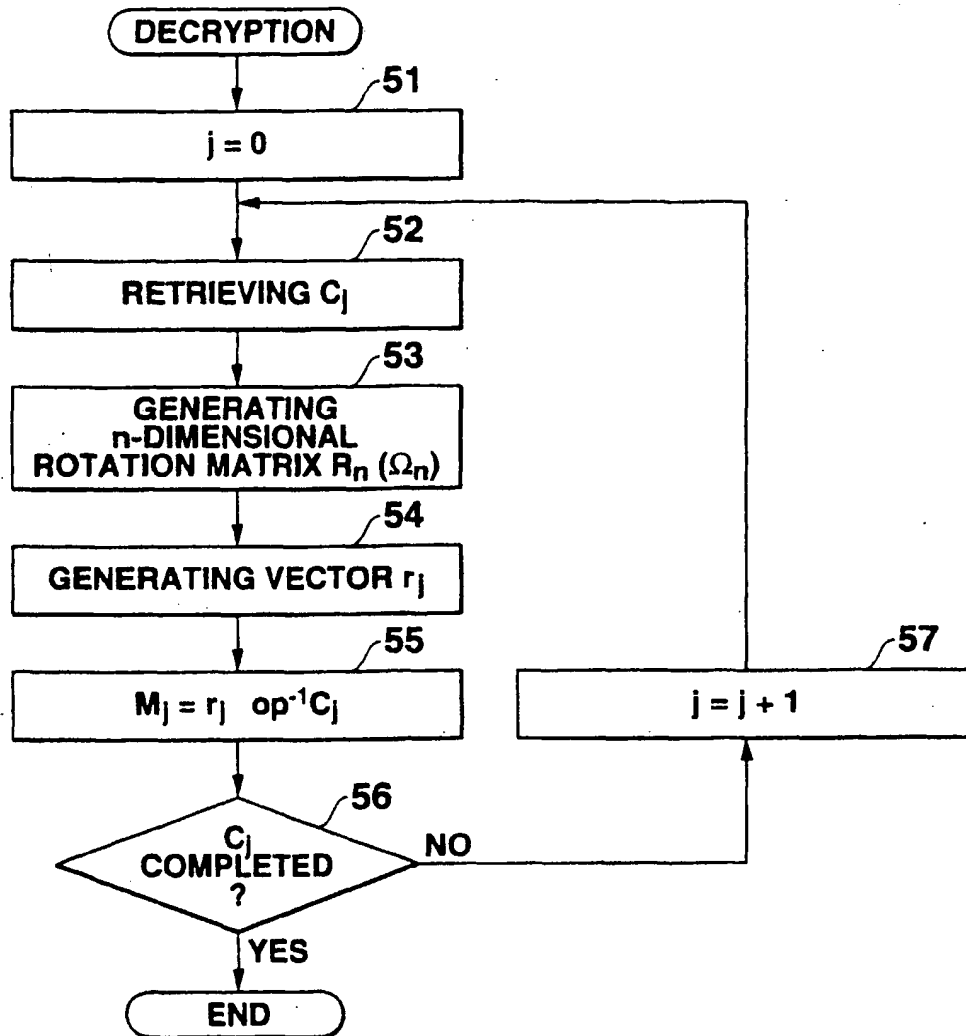 DECRYPTION
51
j = 0
52
RETRIEVING Cj
53
GENERATING
n-DIMENSIONAL
ROTATION MATRIX Rn (Ωn)
54
GENERATING VECTOR rj
55
Mj = rj op-1Cj
56
Cj
COMPLETED
?
NO
57
j = j + 1
YES
END